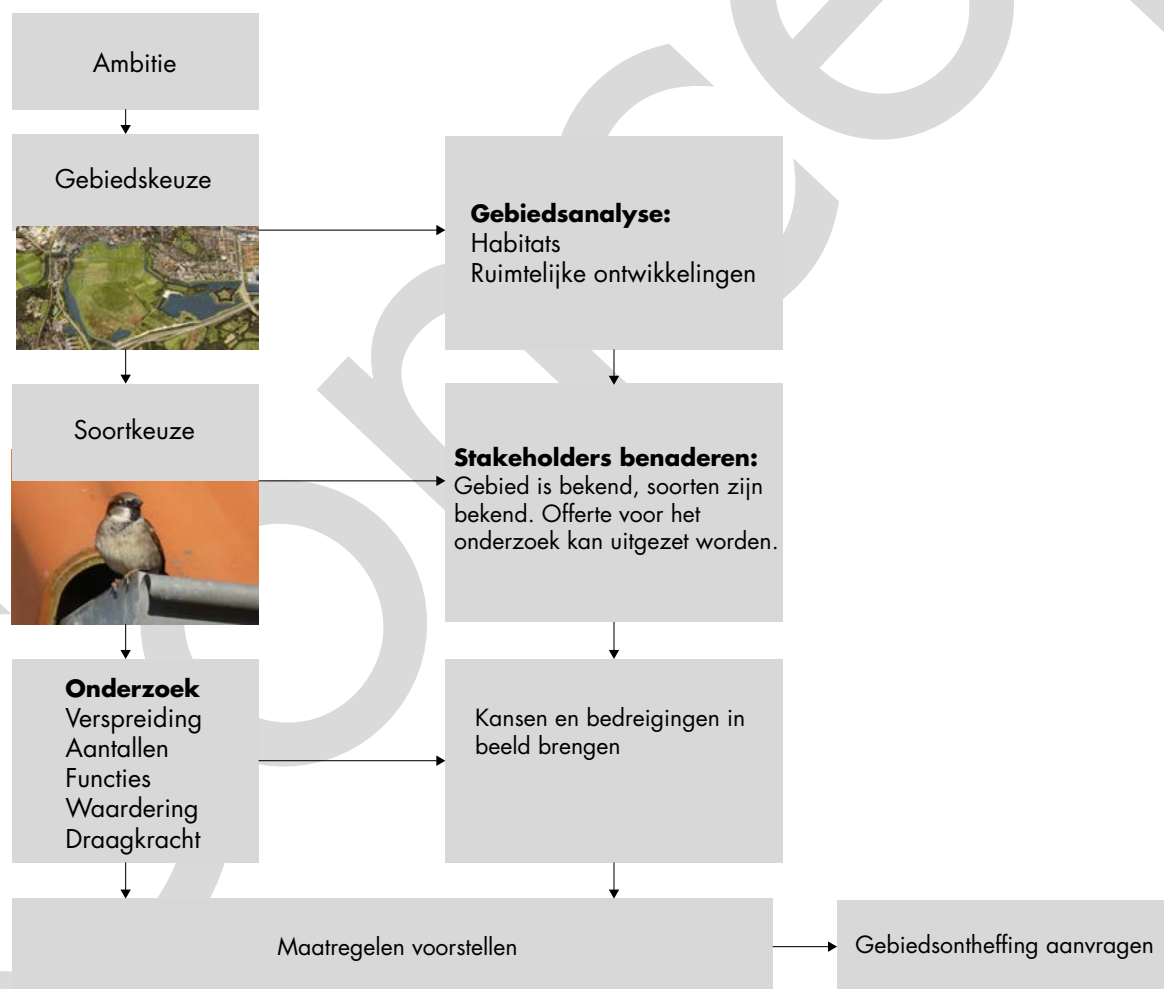 Ambitie
Gebiedskeuze
Gebiedsanalyse:
Habitats
Ruimtelijke ontwikkelingen
Soortkeuze
Stakeholders benaderen:
Gebied is bekend, soorten zijn
bekend. Offerte voor het
onderzoek kan uitgezet worden.
Onderzoek
Verspreiding
Aantallen
Functies
Waardering
Draagkracht
Kansen en bedreigingen in
beeld brengen
Maatregelen voorstellen
Gebiedsontheffing aanvragen